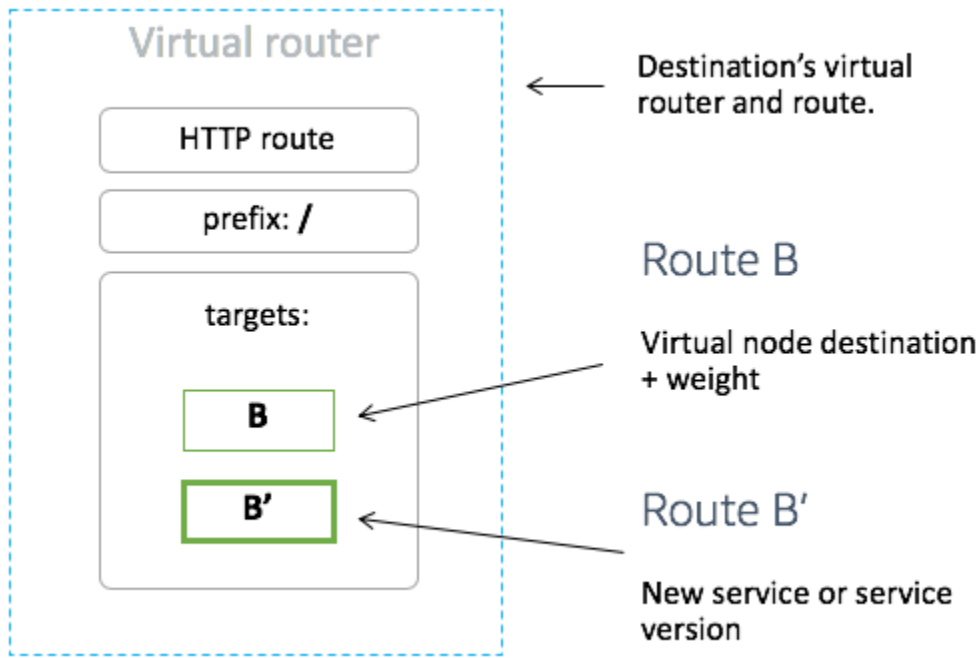 Virtual router
HTTP route
prefix: /
targets:
B
B’
Destination’s virtual
router and route.
Route B
Virtual node destination
+ weight
Route B’
New service or service
version